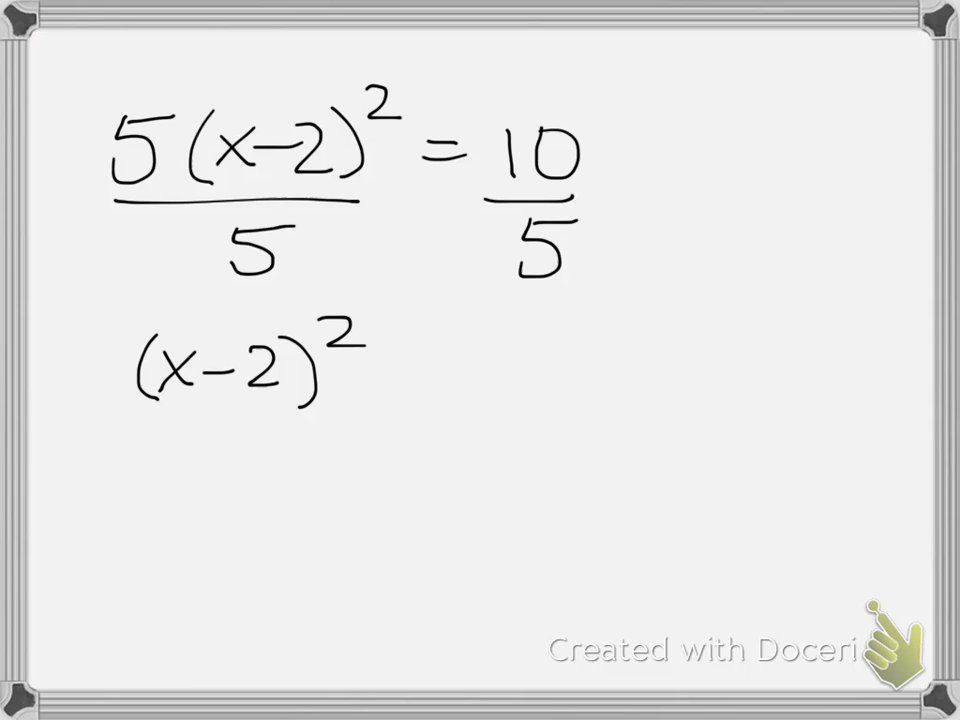 5(x-2)² = 10
5 5
(x-2)²
Created with Doceri